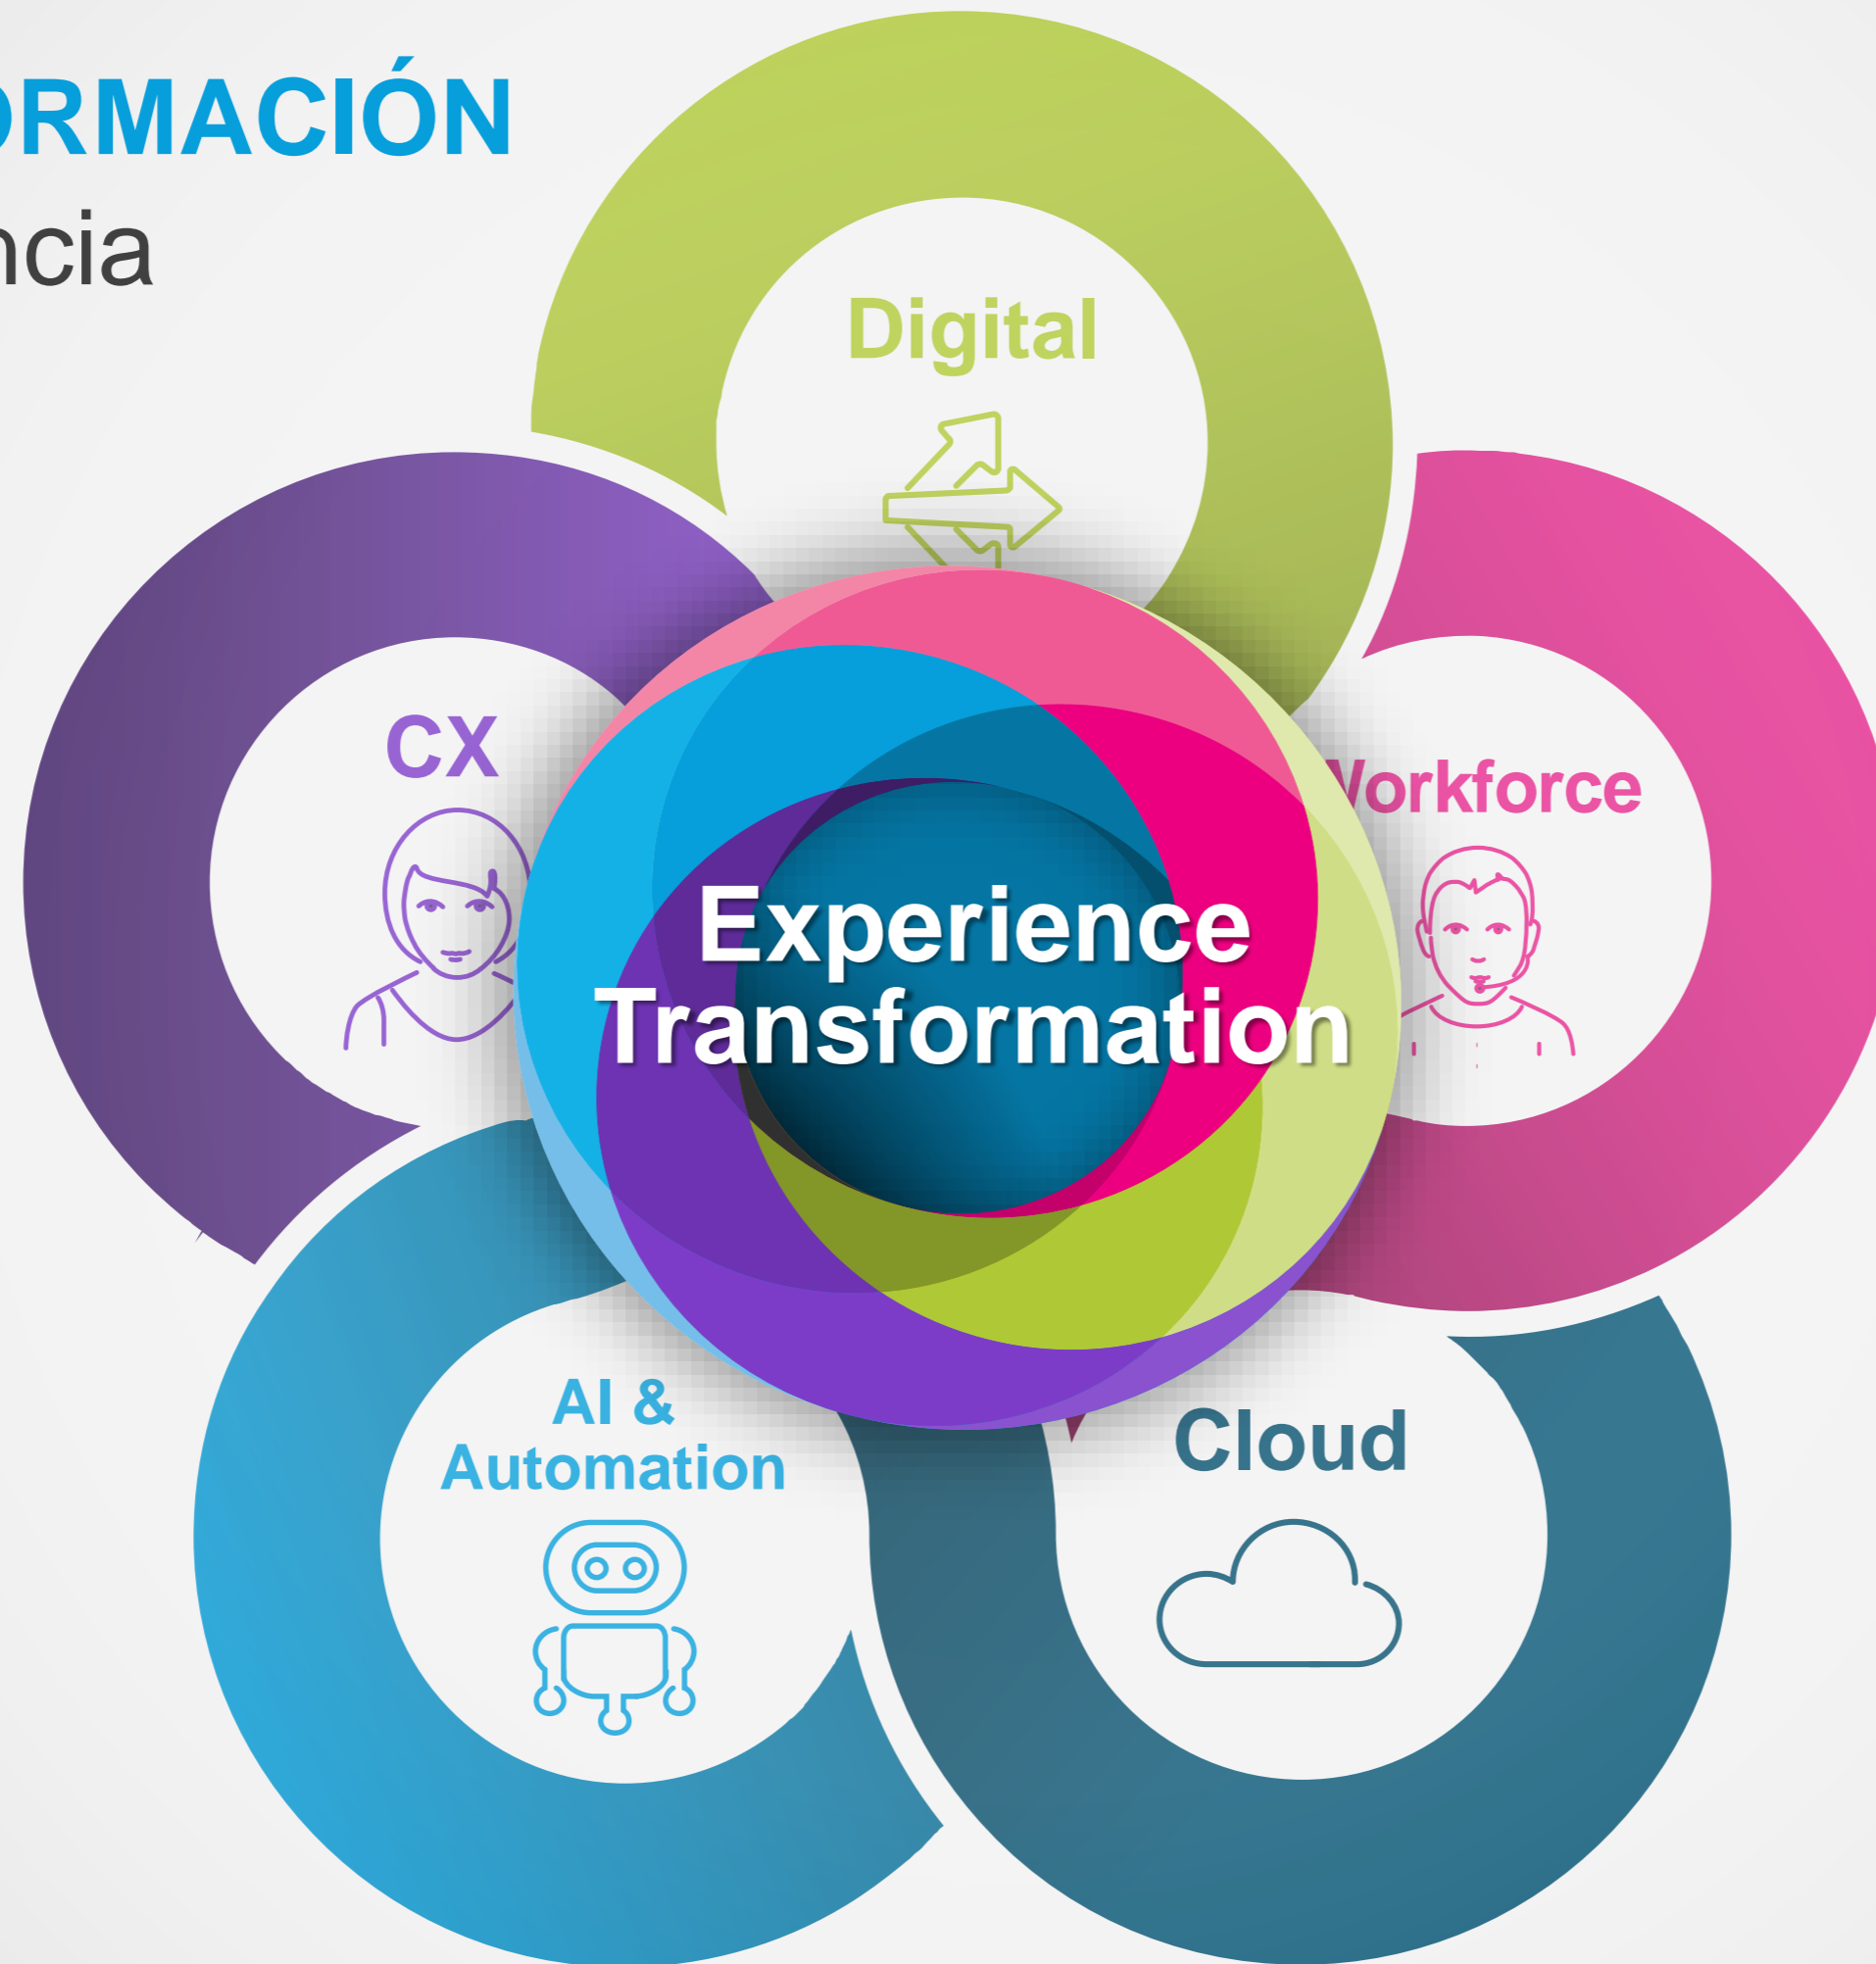 ORMACIÓN
ncia
Digital
CX
Workforce
Experience
Transformation
AI &
Automation
Cloud